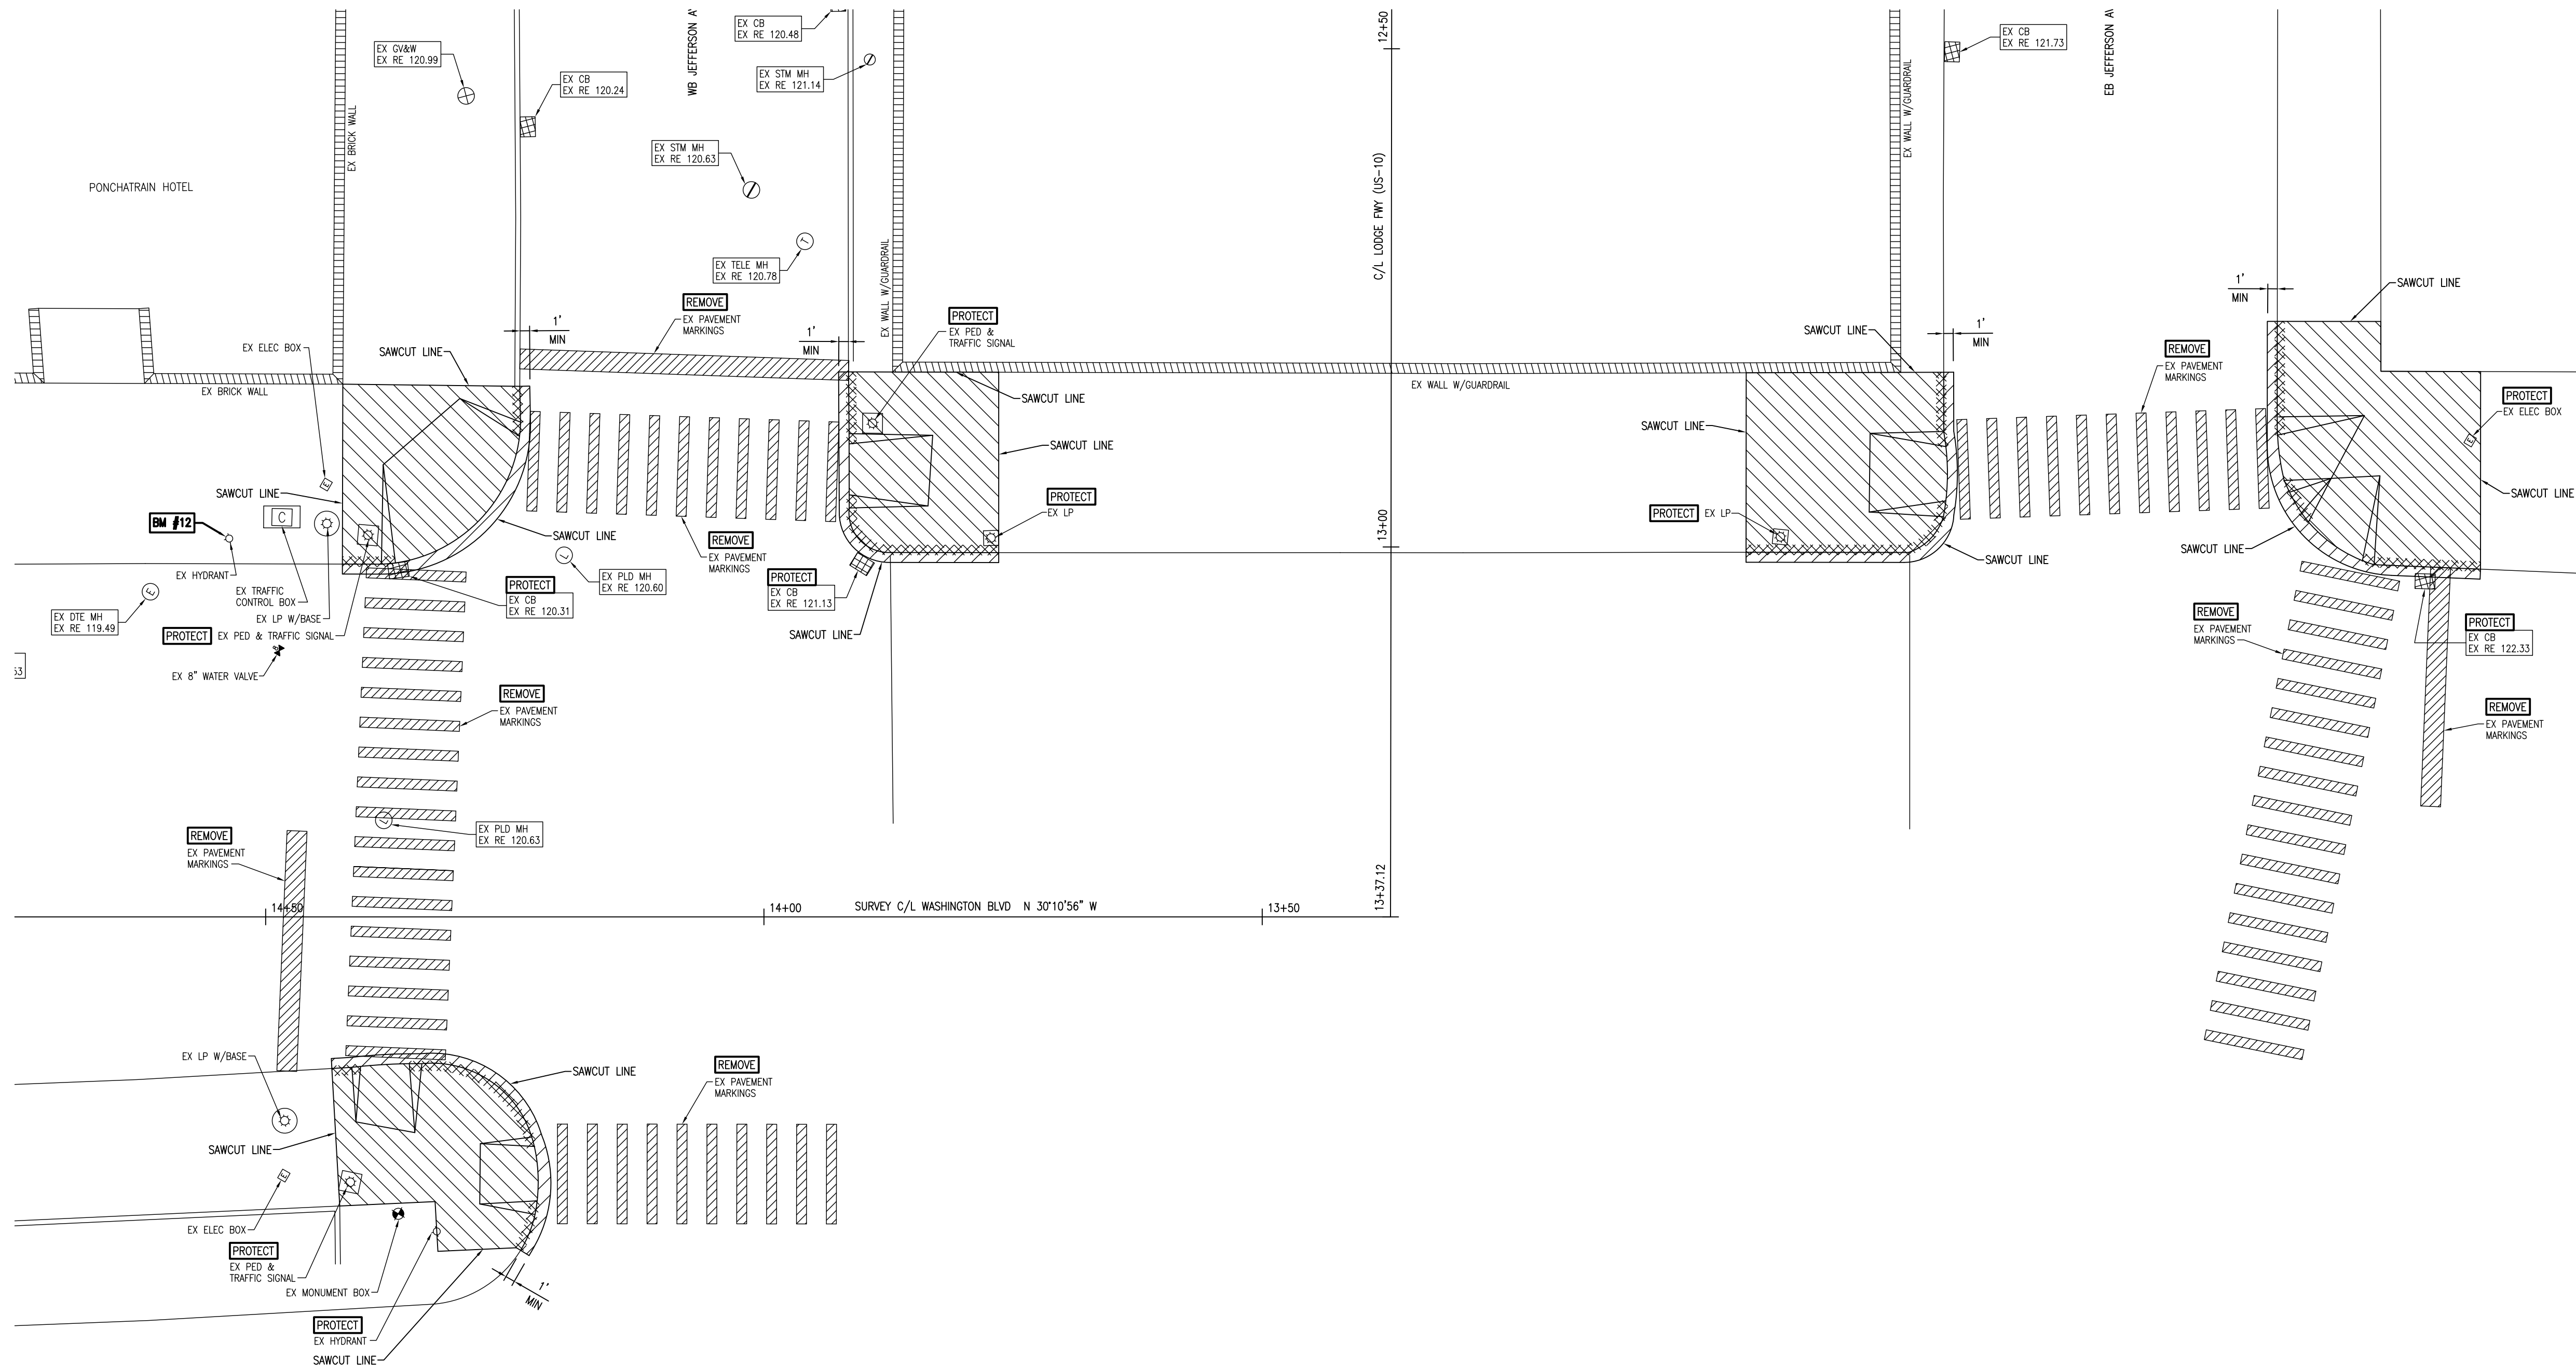 EX GV&W
EX RE 120.99
EX CB
EX RE 120.24
WB JEFFERSON
EX CB
EX RE 120.48
EX STM MH
EX RE 121.14
EX STM MH
EX RE 120.63
EX TELE MH
EX RE 120.78
EX BRICK WALL
PONCHATRAIN HOTEL
EX WALL W/GUARDRAIL
12+50
C/L LODGE FWY (US-10)
EX WALL W/GUARDRAIL
EX CB
EX RE 121.73
EB JEFFERSON
REMOVE
EX PAVEMENT
MARKINGS
1'
MIN
1'
MIN
PROTECT
EX PED &
TRAFFIC SIGNAL
EX ELEC BOX
SAWCUT LINE
EX BRICK WALL
SAWCUT LINE
BM #12
EX HYDRANT
EX TRAFFIC
CONTROL BOX
C
E
EX DTE MH
EX RE 119.49
E
EX LP W/BASE
PROTECT
EX PED & TRAFFIC SIGNAL
EX 8" WATER VALVE
63
SAWCUT LINE
L
EX PLD MH
EX RE 120.60
PROTECT
EX CB
EX RE 120.31
REMOVE
EX PAVEMENT
MARKINGS
PROTECT
EX CB
EX RE 121.13
SAWCUT LINE
SAWCUT LINE
SAWCUT LINE
PROTECT
EX LP
T
EX WALL W/GUARDRAIL
13+00
SAWCUT LINE
1'
MIN
SAWCUT LINE
PROTECT
EX LP
SAWCUT LINE
REMOVE
EX PAVEMENT
MARKINGS
1'
MIN
SAWCUT LINE
PROTECT
EX ELEC BOX
E
SAWCUT LINE
SAWCUT LINE
REMOVE
EX PAVEMENT
MARKINGS
PROTECT
EX CB
EX RE 122.33
REMOVE
EX PAVEMENT
MARKINGS
REMOVE
EX PAVEMENT
MARKINGS
L
EX PLD MH
EX RE 120.63
REMOVE
EX PAVEMENT
MARKINGS
14+50
14+00
SURVEY C/L WASHINGTON BLVD N 30°10'56" W
13+50
13+37.12
EX LP W/BASE
SAWCUT LINE
SAWCUT LINE
REMOVE
EX PAVEMENT
MARKINGS
E
EX ELEC BOX
PROTECT
EX PED &
TRAFFIC SIGNAL
EX MONUMENT BOX
PROTECT
EX HYDRANT
SAWCUT LINE
1'
MIN